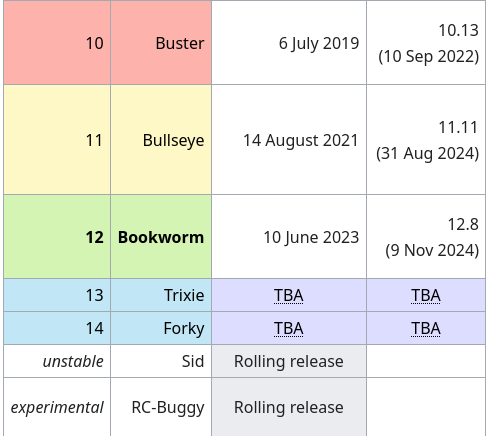 10 Buster 6 July 2019 10.13
(10 Sep 2022)
11 Bullseye 14 August 2021 11.11
(31 Aug 2024)
12 Bookworm 10 June 2023 12.8
(9 Nov 2024)
13 Trixie TBA TBA
14 Forky TBA TBA
unstable Sid Rolling release
experimental RC-Buggy Rolling release